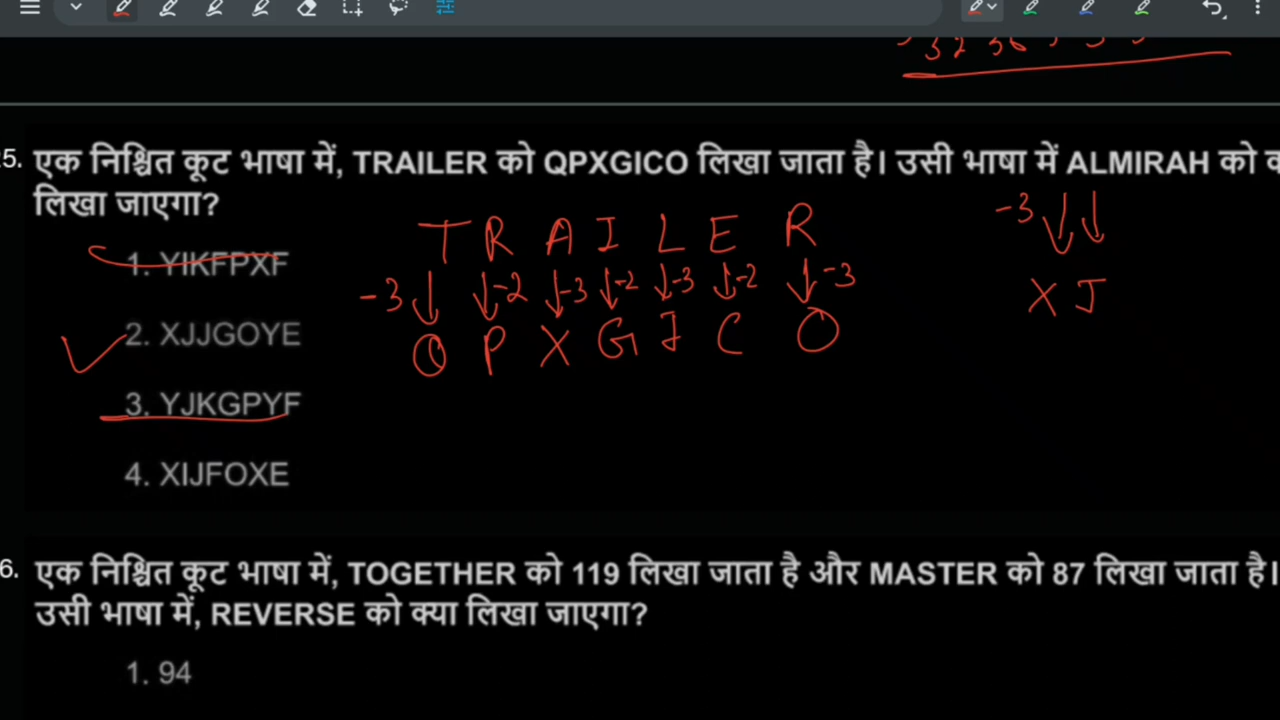 5. एक निश्चित कूट भाषा में, TRAILER को QPXGICO लिखा जाता है। उसी भाषा में ALMIRAH को
लिखा जाएगा?
T R A I L E R
-3 -2 -3 -2 -3 -2 -3
Q P X G I C O
-3
X J
1. YIKFPXF
2. XJJGOYE
3. YJKGPYF
4. XIJFOXE
6. एक निश्चित कूट भाषा में, TOGETHER को 119 लिखा जाता है और MASTER को 87 लिखा जाता है।
उसी भाषा में, REVERSE को क्या लिखा जाएगा?
1. 94